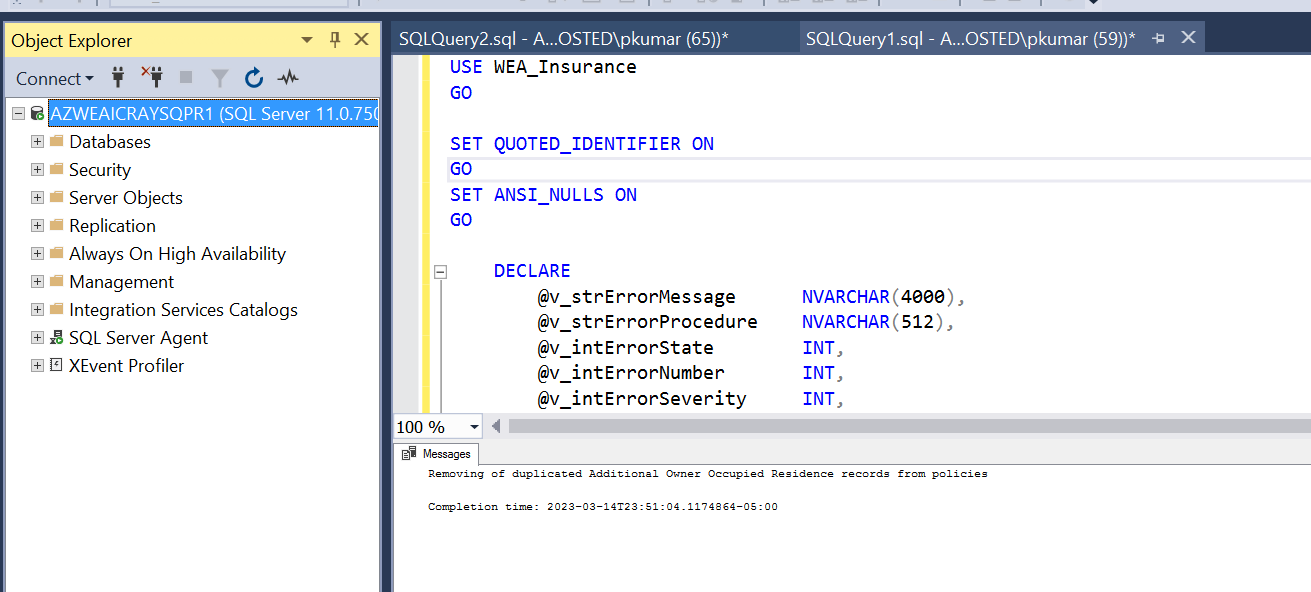 Object Explorer
Connect
AZWEAICRAYSQPR1 (SQL Server 11.0.750
Databases
Security
Server Objects
Replication
Always On High Availability
Management
Integration Services Catalogs
SQL Server Agent
XEvent Profiler
SQLQuery2.sql - A...OSTED\pkumar (65))*
SQLQuery1.sql - A...OSTED\pkumar (59))*
USE WEA_Insurance
GO
SET QUOTED_IDENTIFIER ON
GO
SET ANSI_NULLS ON
GO
DECLARE
@v_strErrorMessage NVARCHAR(4000),
@v_strErrorProcedure NVARCHAR(512),
@v_intErrorState INT,
@v_intErrorNumber INT,
@v_intErrorSeverity INT,
100 %
Messages
Removing of duplicated Additional Owner Occupied Residence records from policies
Completion time: 2023-03-14T23:51:04.1174864-05:00